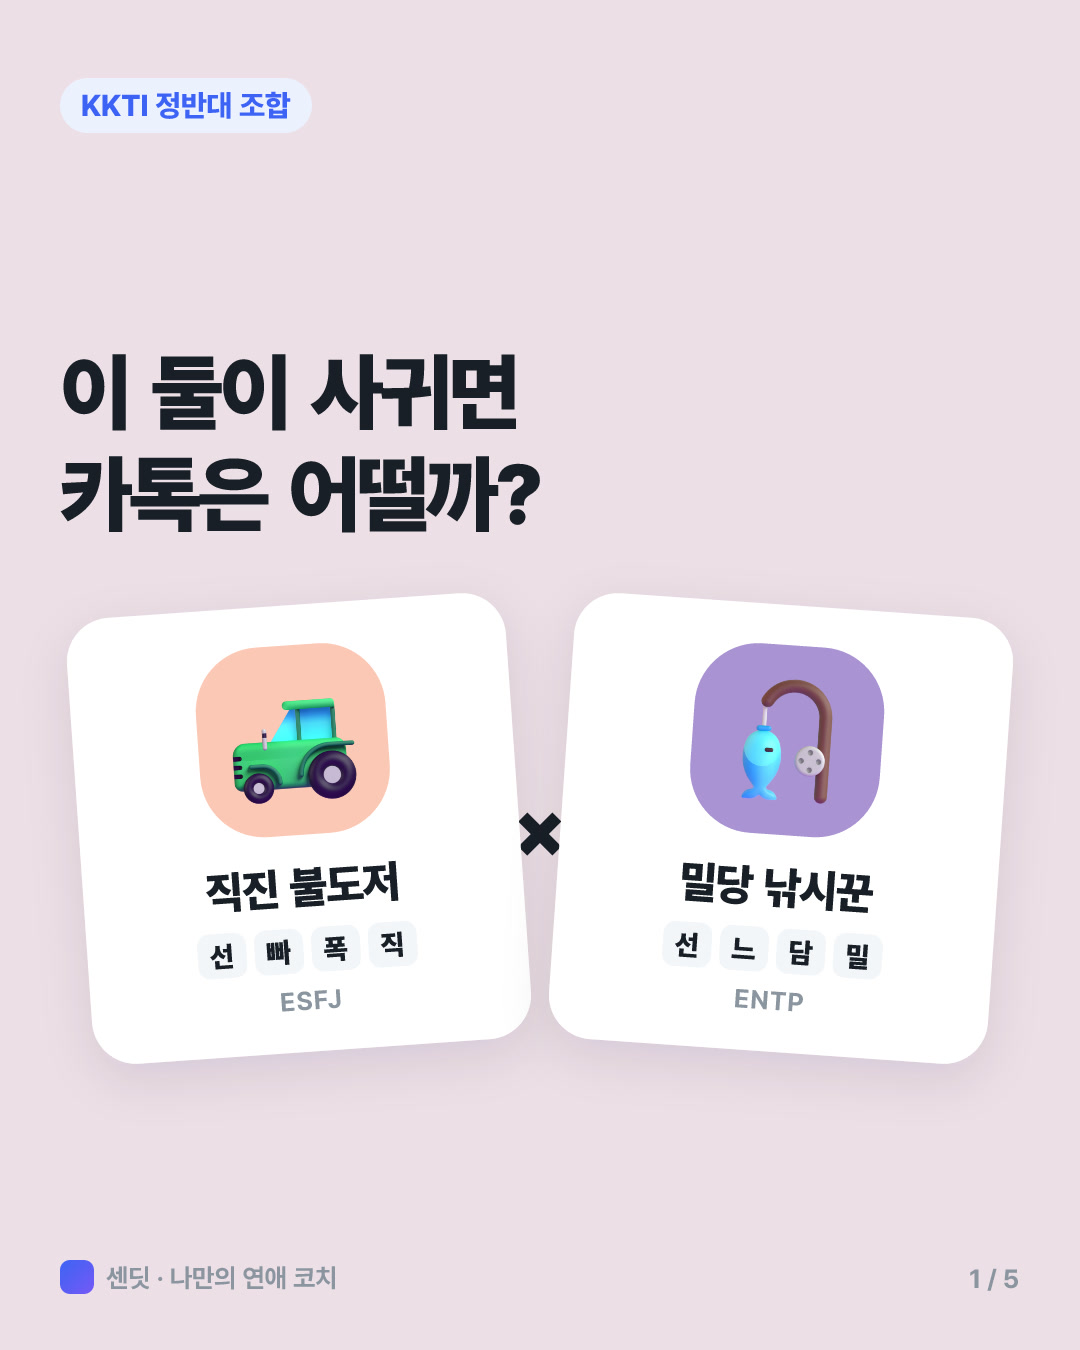 KKTI 정반대 조합
이 둘이 사귀면
카톡은 어떨까?
직진 불도저
선 빠 폭 직
ESFJ
×
밀당 낚시꾼
선 느 담 밀
ENTP
센딧 · 나만의 연애 코치
1 / 5